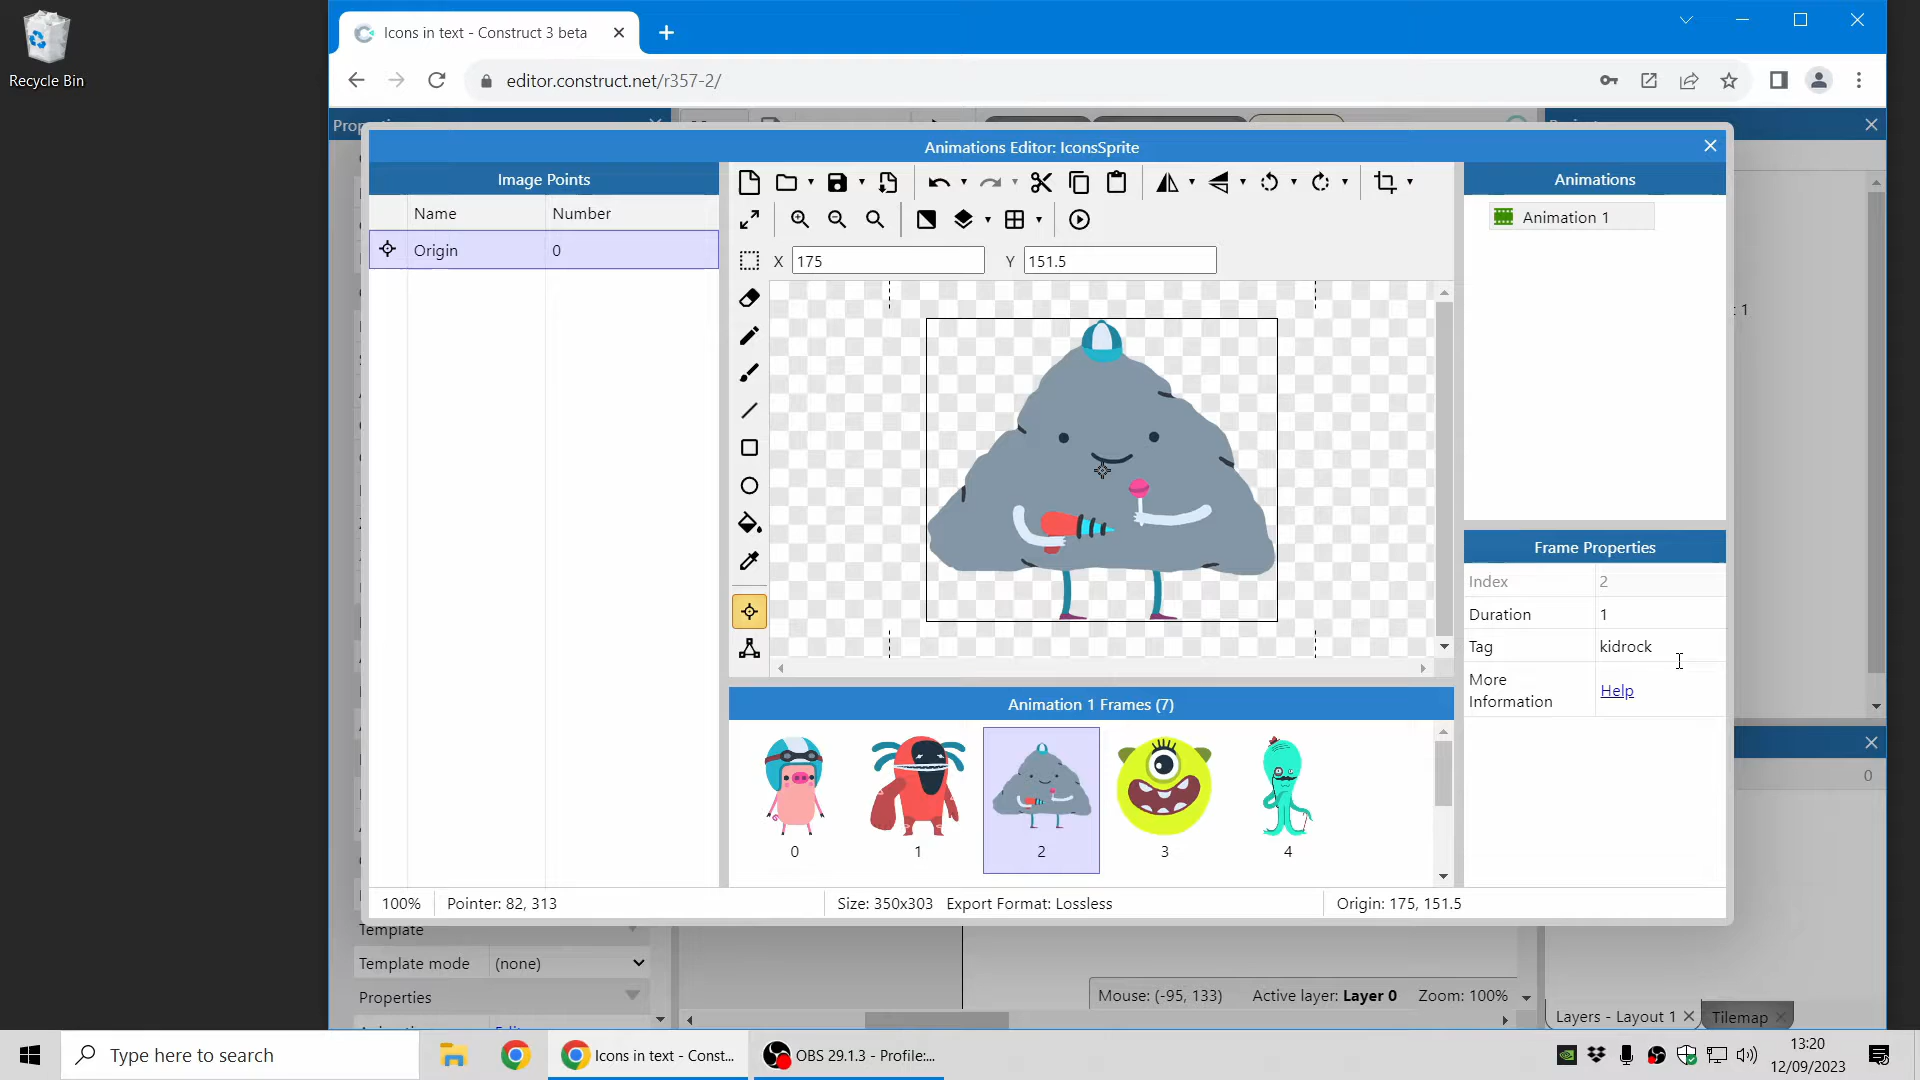 Recycle Bin
Icons in text - Construct 3 beta
editor.construct.net/r357-2/
Animations Editor: IconsSprite
Image Points
Name Number
Origin 0
X 175 Y 151.5
Animations
Animation 1
Frame Properties
Index 2
Duration 1
Tag kidrock
More Information Help
Animation 1 Frames (7)
0 1 2 3 4
100% Pointer: 82, 313 Size: 350x303 Export Format: Lossless Origin: 175, 151.5
Template
Template mode (none)
Properties
Mouse: (-95, 133) Active layer: Layer 0 Zoom: 100%
Layers - Layout 1 Tilemap
0
Type here to search
Icons in text - Const...
OBS 29.1.3 - Profile:...
13:20
12/09/2023